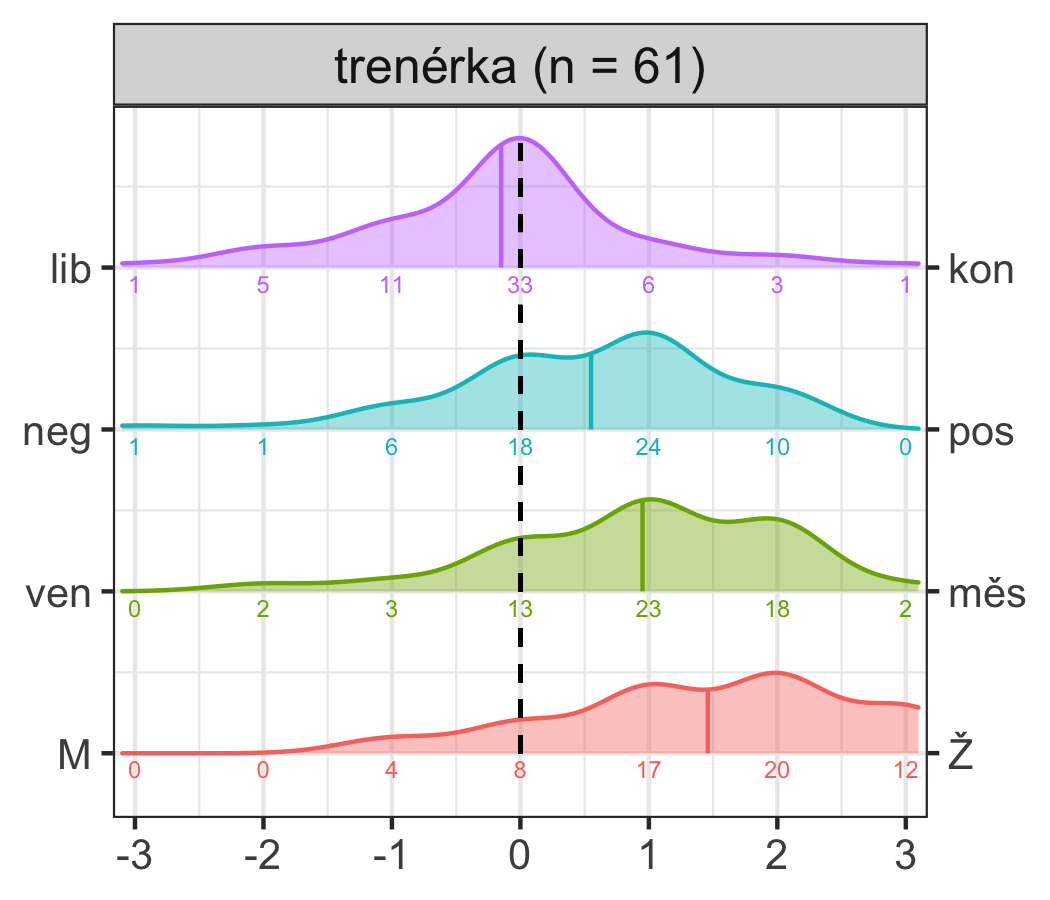 trenérka (n = 61)
lib kon
1 5 11 33 6 3 1
neg pos
1 1 6 18 24 10 0
ven měs
0 2 3 13 23 18 2
M Ž
0 0 4 8 17 20 12
-3 -2 -1 0 1 2 3